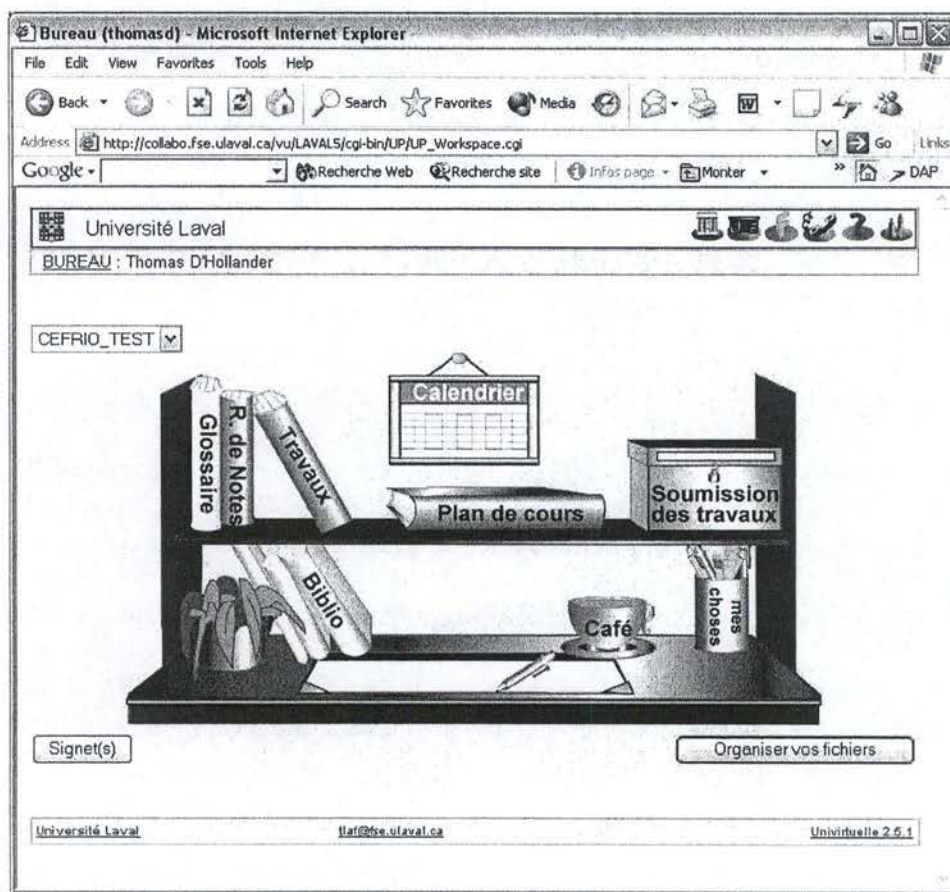 Bureau (thomasd) - Microsoft Internet Explorer
File Edit View Favorites Tools Help
Back Search Favorites Media W
Address http://collabo.fse.ulaval.ca/vu/LAVAL5/cgi-bin/UP/UP_Workspace.cgi Go Links
Google Recherche Web Recherche site Infos page Monter » DAP
Université Laval
BUREAU : Thomas D'Hollander
CEFRIO_TEST
Calendrier
Glossaire
R. de Notes
Travaux
Plan de cours
Soumission
des travaux
Biblio
Café
mes
choses
Signet(s) Organiser vos fichiers
Université Laval tlaf@fse.ulaval.ca Univirtuelle 2.5.1